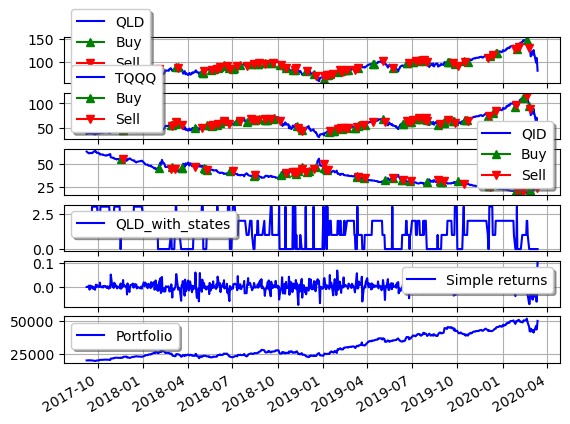 QLD
Buy
Sell
150
100
TQQQ
Buy
Sell
100
50
QID
Buy
Sell
50
25
QLD_with_states
2.5
0.0
Simple returns
0.1
0.0
Portfolio
50000
25000
2017-10
2018-01
2018-04
2018-07
2018-10
2019-01
2019-04
2019-07
2019-10
2020-01
2020-04